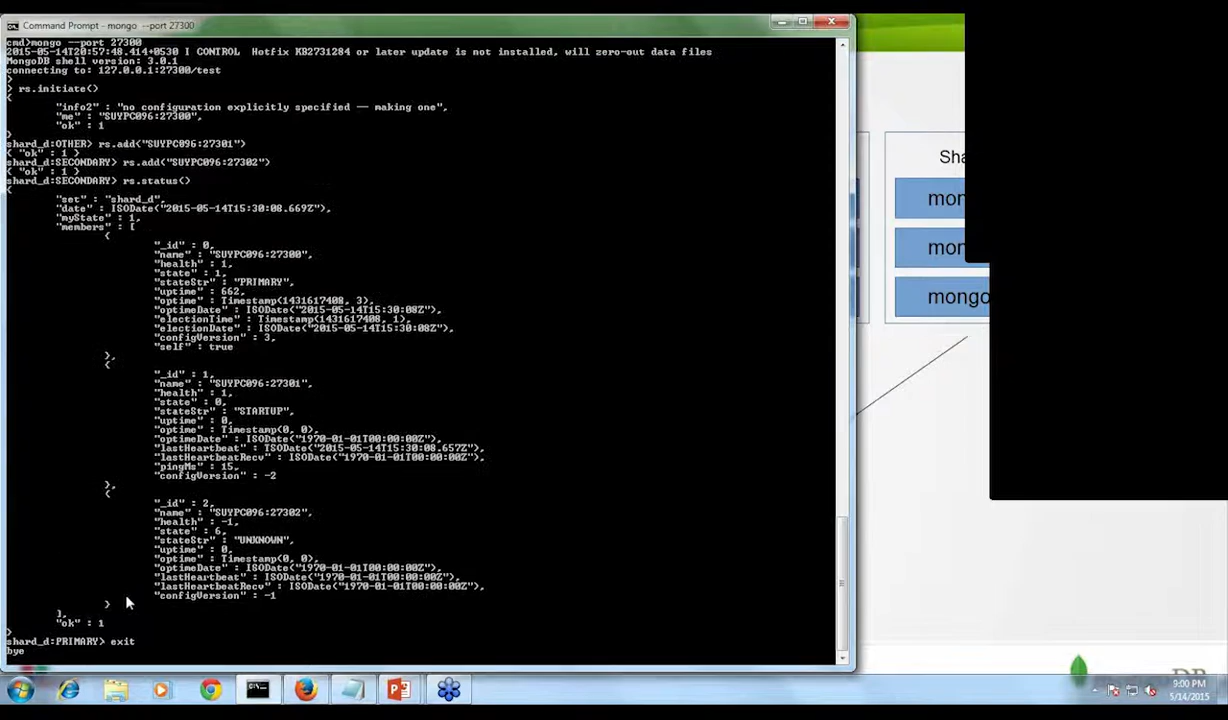 Command Prompt - mongo --port 27300
cmd>mongo --port 27300
2015-05-14T20:57:48.414+0530 I CONTROL  Hotfix KB2731284 or later update is not installed, will zero-out data files
MongoDB shell version: 3.0.1
connecting to: 127.0.0.1:27300/test
>
> rs.initiate()
{
"info2" : "no configuration explicitly specified -- making one",
"me" : "SUYPC096:27300",
"ok" : 1
}
shard_d:OTHER> rs.add("SUYPC096:27301")
{ "ok" : 1 }
shard_d:SECONDARY> rs.add("SUYPC096:27302")
{ "ok" : 1 }
shard_d:SECONDARY> rs.status()
{
"set" : "shard_d",
"date" : ISODate("2015-05-14T15:30:08.669Z"),
"myState" : 1,
"members" : [
{
"_id" : 0,
"name" : "SUYPC096:27300",
"health" : 1,
"state" : 1,
"stateStr" : "PRIMARY",
"uptime" : 662,
"optime" : Timestamp(1431617408, 3),
"optimeDate" : ISODate("2015-05-14T15:30:08Z"),
"electionTime" : Timestamp(1431617408, 1),
"electionDate" : ISODate("2015-05-14T15:30:08Z"),
"configVersion" : 3,
"self" : true
},
{
"_id" : 1,
"name" : "SUYPC096:27301",
"health" : 1,
"state" : 0,
"stateStr" : "STARTUP",
"uptime" : 0,
"optime" : Timestamp(0, 0),
"optimeDate" : ISODate("1970-01-01T00:00:00Z"),
"lastHeartbeat" : ISODate("2015-05-14T15:30:08.657Z"),
"lastHeartbeatRecv" : ISODate("1970-01-01T00:00:00Z"),
"pingMs" : 15,
"configVersion" : -2
},
{
"_id" : 2,
"name" : "SUYPC096:27302",
"health" : -1,
"state" : 6,
"stateStr" : "UNKNOWN",
"uptime" : 0,
"optime" : Timestamp(0, 0),
"optimeDate" : ISODate("1970-01-01T00:00:00Z"),
"lastHeartbeat" : ISODate("1970-01-01T00:00:00Z"),
"lastHeartbeatRecv" : ISODate("1970-01-01T00:00:00Z"),
"configVersion" : -1
}
],
"ok" : 1
}
shard_d:PRIMARY> exit
bye
Sha
mon
mon
mongo
DB
9:00 PM
5/14/2015